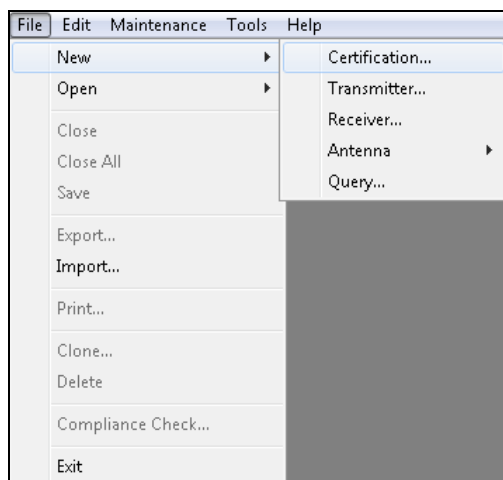 File Edit Maintenance Tools Help
New
Open
Close
Close All
Save
Export...
Import...
Print...
Clone...
Delete
Compliance Check...
Exit
Certification...
Transmitter...
Receiver...
Antenna
Query...